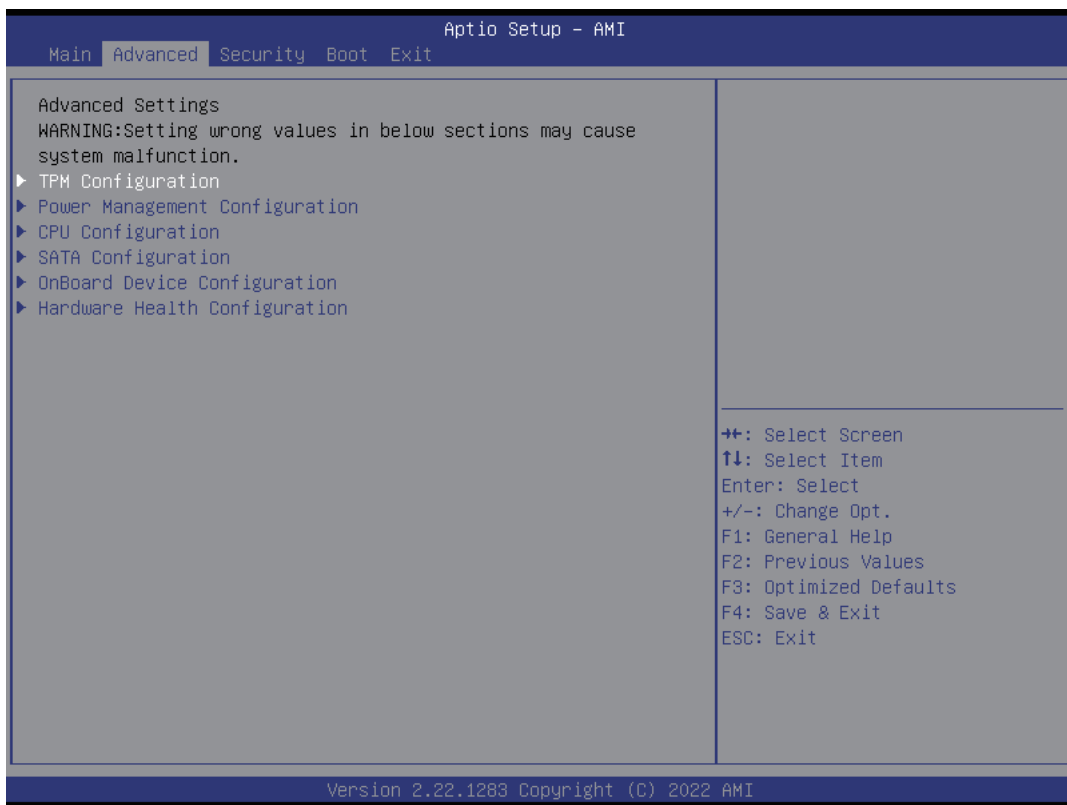 Aptio Setup – AMI
Main Advanced Security Boot Exit
Advanced Settings
WARNING:Setting wrong values in below sections may cause
system malfunction.
▶ TPM Configuration
▶ Power Management Configuration
▶ CPU Configuration
▶ SATA Configuration
▶ OnBoard Device Configuration
▶ Hardware Health Configuration
→←: Select Screen
↑↓: Select Item
Enter: Select
+/-: Change Opt.
F1: General Help
F2: Previous Values
F3: Optimized Defaults
F4: Save & Exit
ESC: Exit
Version 2.22.1283 Copyright (C) 2022 AMI